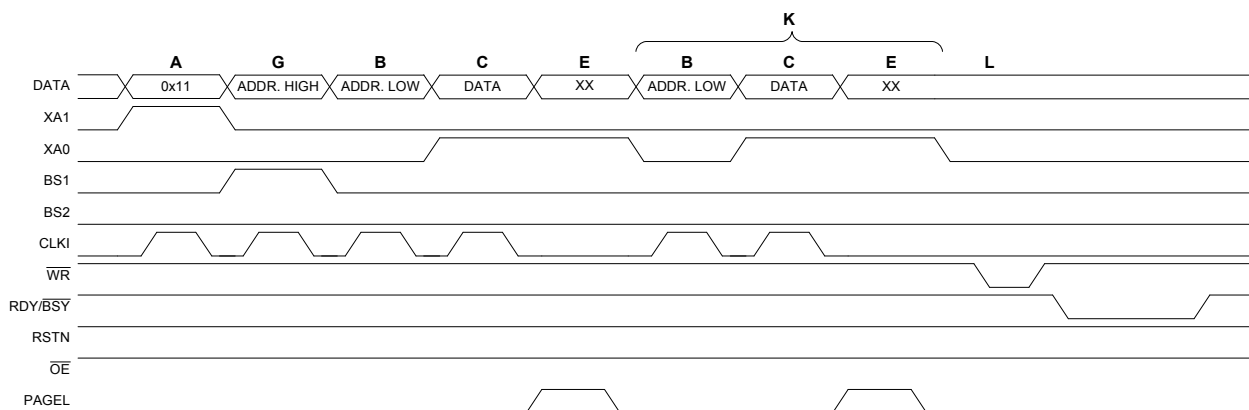 K
A G B C E B C E L
DATA 0x11 ADDR. HIGH ADDR. LOW DATA XX ADDR. LOW DATA XX
XA1
XA0
BS1
BS2
CLKI
WR
RDY/BSY
RSTN
OE
PAGEL